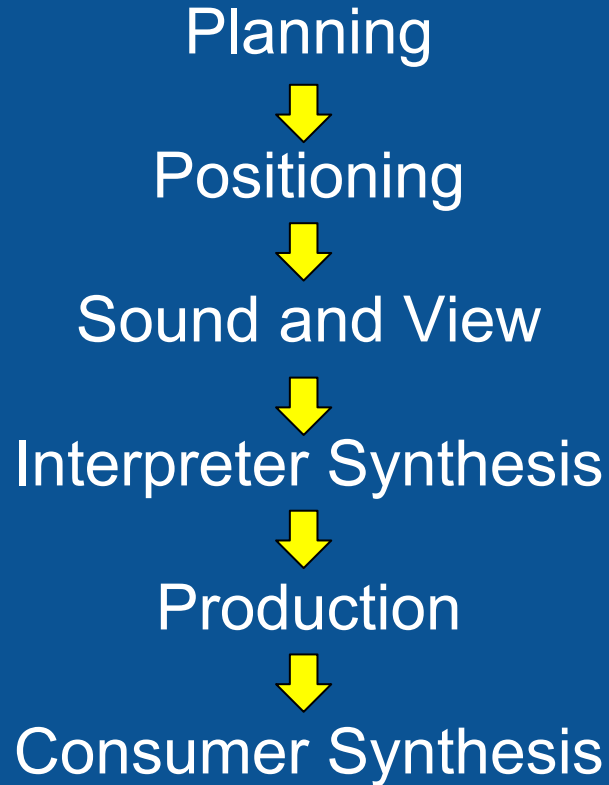 Planning
Positioning
Sound and View
Interpreter Synthesis
Production
Consumer Synthesis